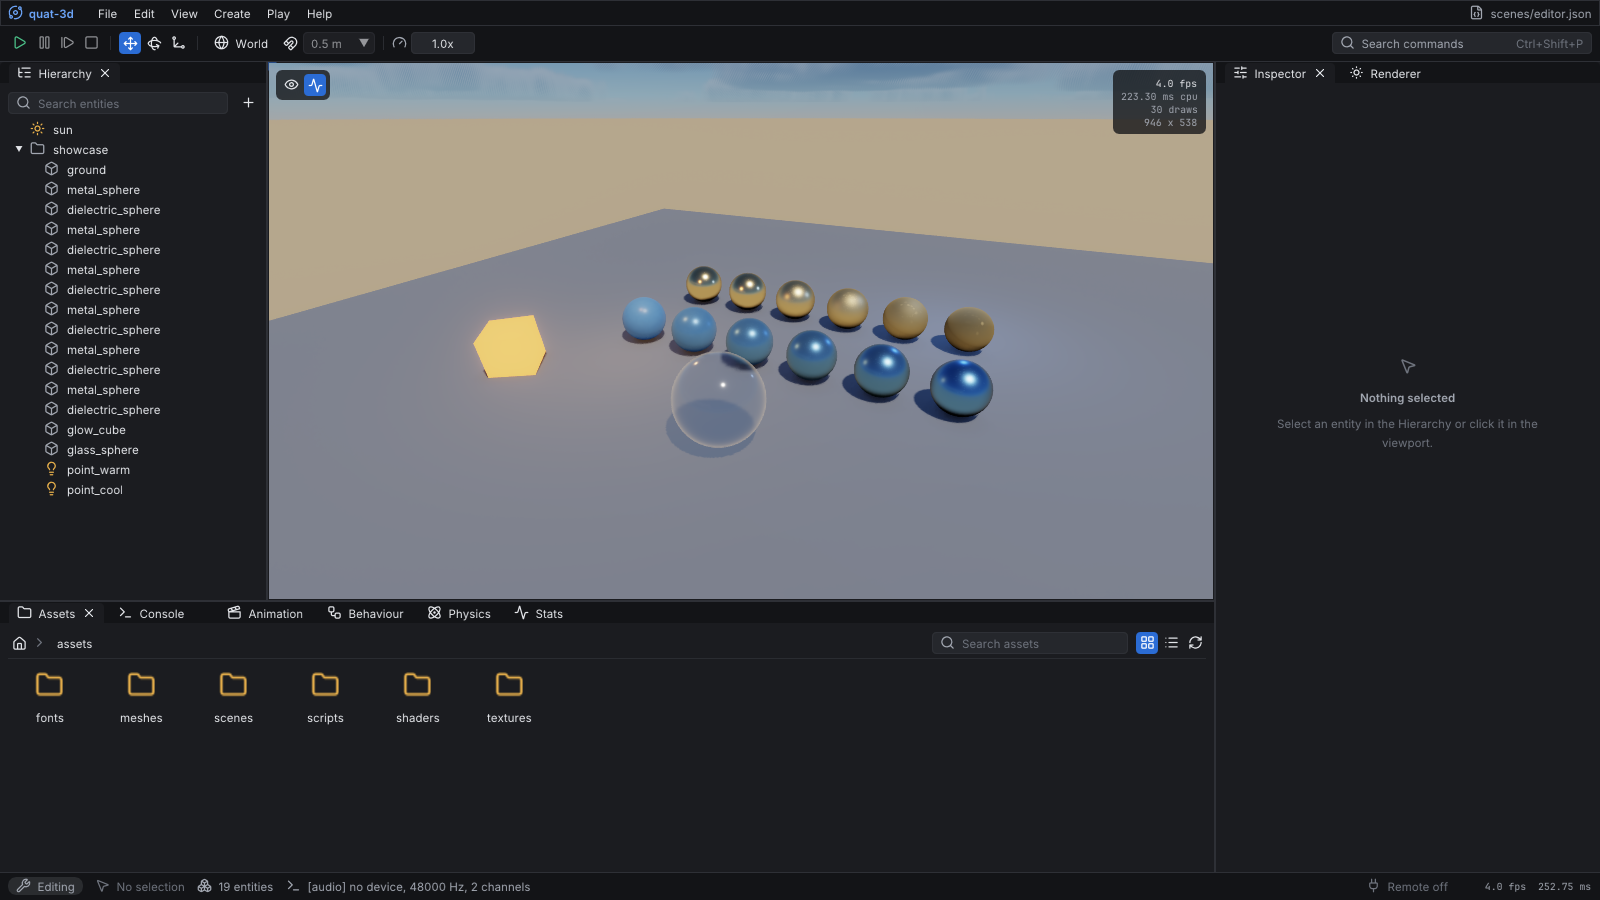 quat-3d File Edit View Create Play Help scenes/editor.json
World 0.5 m 1.0x Search commands Ctrl+Shift+P
Hierarchy
Search entities
sun
showcase
ground
metal_sphere
dielectric_sphere
metal_sphere
dielectric_sphere
metal_sphere
dielectric_sphere
metal_sphere
dielectric_sphere
metal_sphere
dielectric_sphere
metal_sphere
dielectric_sphere
glow_cube
glass_sphere
point_warm
point_cool
4.0 fps
223.30 ms cpu
30 draws
946 x 538
Inspector Renderer
Nothing selected
Select an entity in the Hierarchy or click it in the
viewport.
Assets Console Animation Behaviour Physics Stats
assets Search assets
fonts meshes scenes scripts shaders textures
Editing No selection 19 entities [audio] no device, 48000 Hz, 2 channels Remote off 4.0 fps 252.75 ms